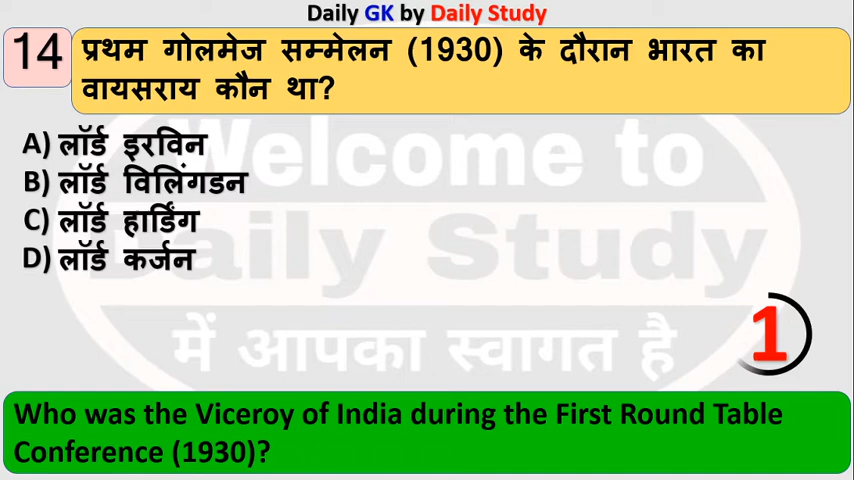 Daily GK by Daily Study
14 प्रथम गोलमेज सम्मेलन (1930) के दौरान भारत का
वायसराय कौन था?
A) लॉर्ड इरविन
B) लॉर्ड विलिंगडन
C) लॉर्ड हार्डिंग
D) लॉर्ड कर्जन
Welcome to
Daily Study
में आपका स्वागत है
1
Who was the Viceroy of India during the First Round Table
Conference (1930)?